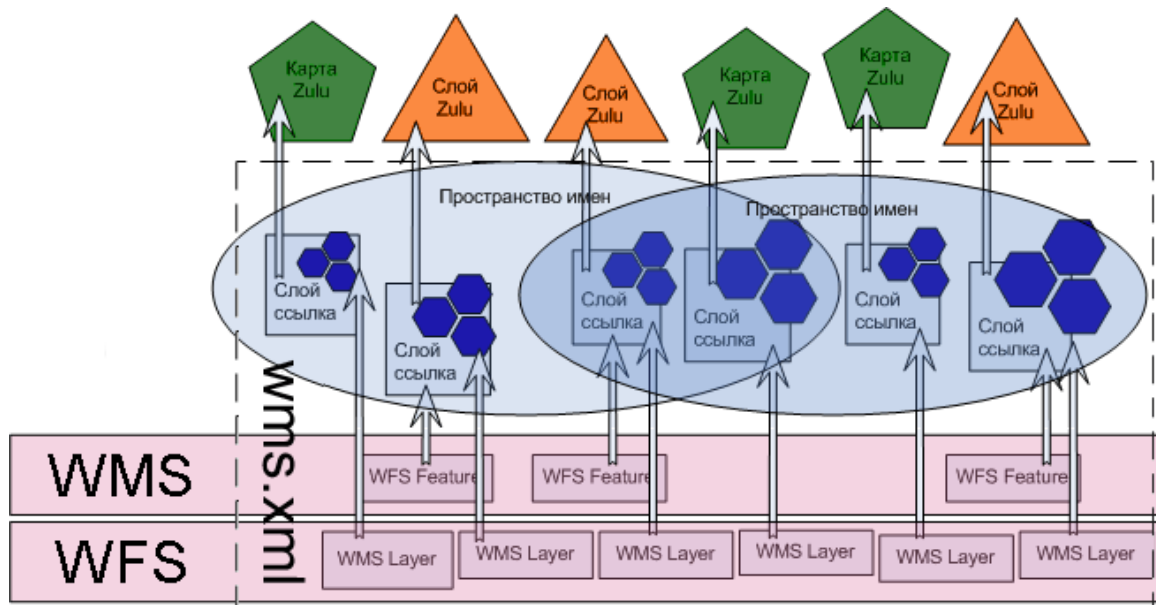 Карта
Zulu
Слой
Zulu
Слой
Zulu
Карта
Zulu
Карта
Zulu
Слой
Zulu
Пространство имен
Пространство имен
Слой
ссылка
Слой
ссылка
Слой
ссылка
Слой
ссылка
Слой
ссылка
Слой
ссылка
wms.xml
WMS
WFS Feature
WFS Feature
WFS Feature
WFS
WMS Layer
WMS Layer
WMS Layer
WMS Layer
WMS Layer
WMS Layer